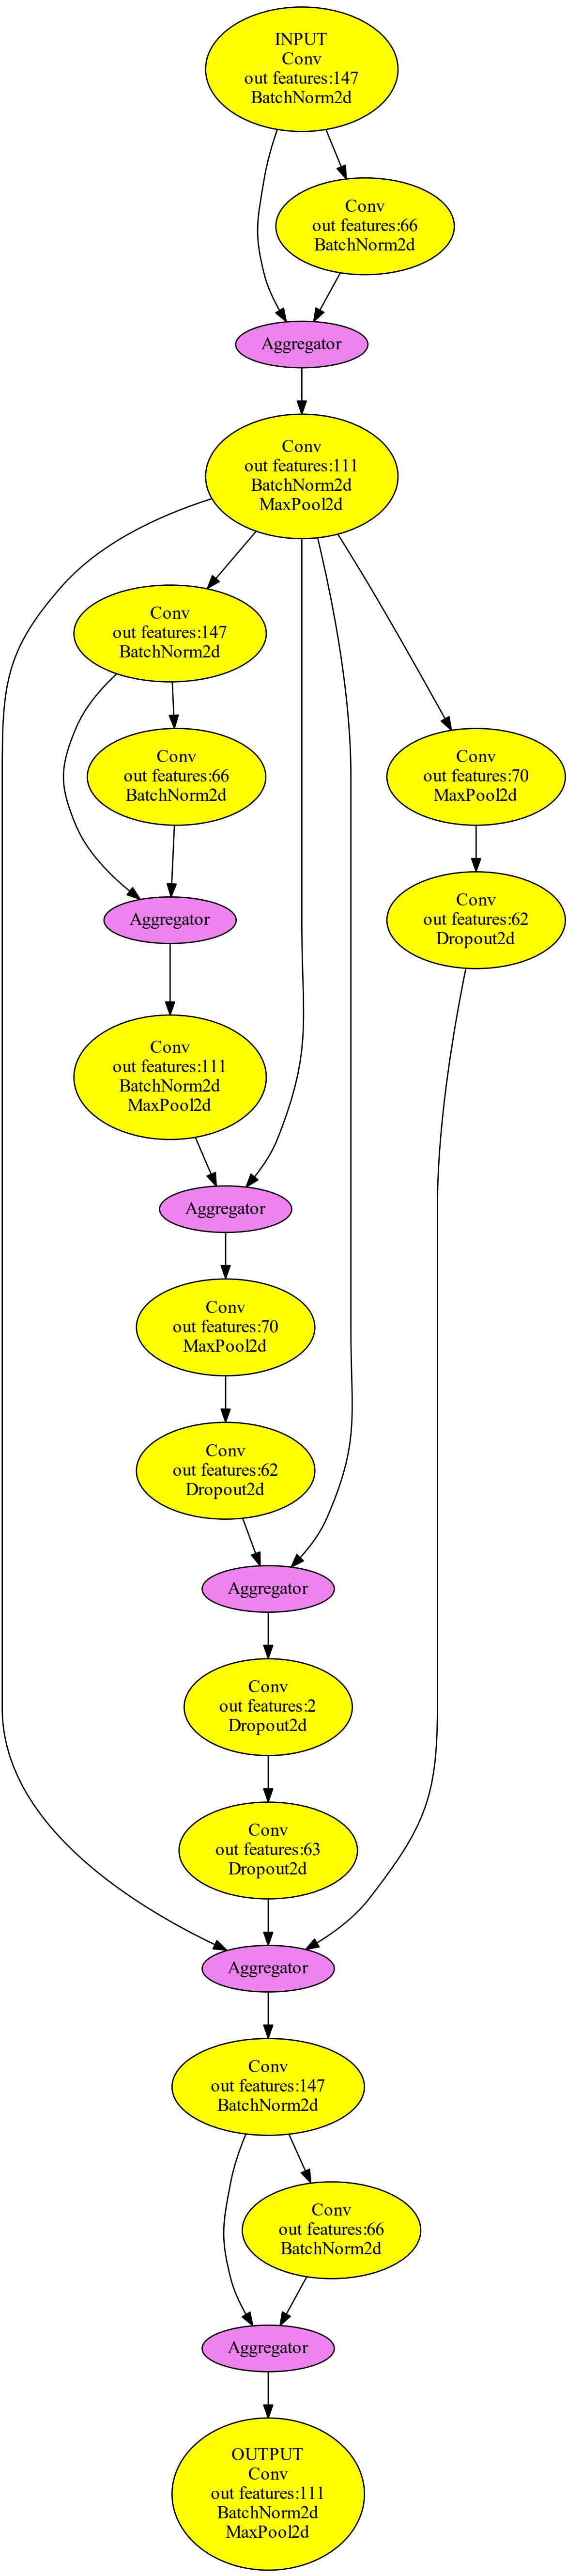 INPUT
Conv
out features:147
BatchNorm2d
Conv
out features:66
BatchNorm2d
Aggregator
Conv
out features:111
BatchNorm2d
MaxPool2d
Conv
out features:147
BatchNorm2d
Conv
out features:66
BatchNorm2d
Conv
out features:70
MaxPool2d
Aggregator
Conv
out features:62
Dropout2d
Conv
out features:111
BatchNorm2d
MaxPool2d
Aggregator
Conv
out features:70
MaxPool2d
Conv
out features:62
Dropout2d
Aggregator
Conv
out features:2
Dropout2d
Conv
out features:63
Dropout2d
Aggregator
Conv
out features:147
BatchNorm2d
Conv
out features:66
BatchNorm2d
Aggregator
OUTPUT
Conv
out features:111
BatchNorm2d
MaxPool2d